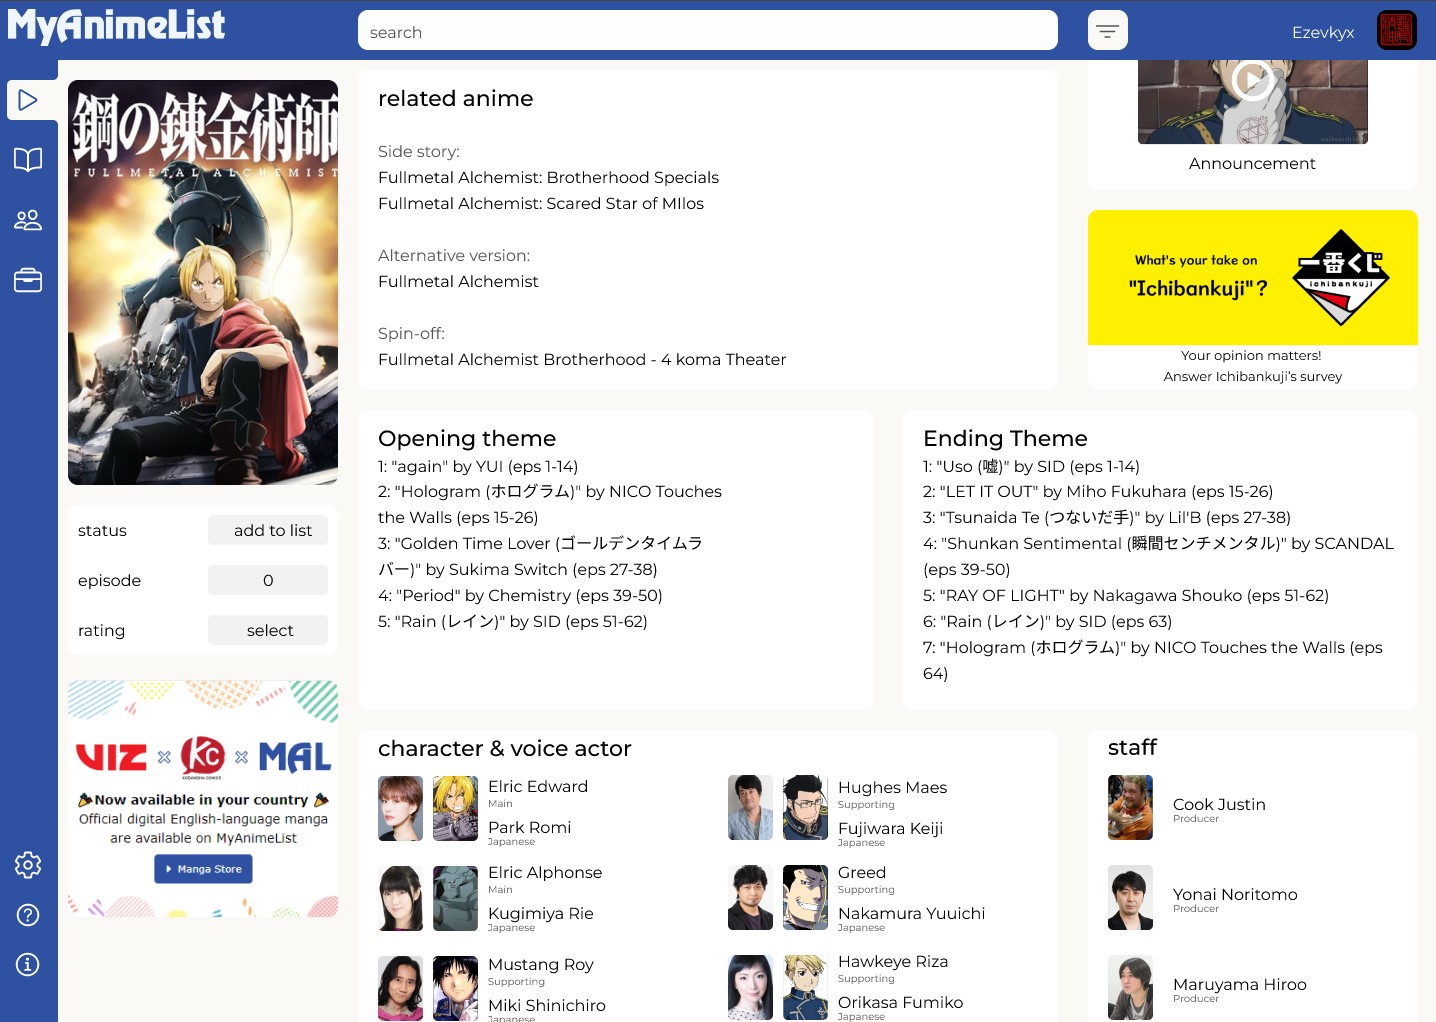 MyAnimeList
search
Ezevkyx
鋼の錬金術師
FULLMETAL ALCHEMIST
status
add to list
episode
0
rating
select
VIZ × KC × MAL
KODANSHA COMICS
Now available in your country
Official digital English-language manga
are available on MyAnimeList
Manga Store
related anime
Side story:
Fullmetal Alchemist: Brotherhood Specials
Fullmetal Alchemist: Scared Star of MIlos
Alternative version:
Fullmetal Alchemist
Spin-off:
Fullmetal Alchemist Brotherhood - 4 koma Theater
Announcement
What's your take on
"Ichibankuji"?
一番くじ
ichibankuji
Your opinion matters!
Answer Ichibankuji's survey
Opening theme
1: "again" by YUI (eps 1-14)
2: "Hologram (ホログラム)" by NICO Touches
the Walls (eps 15-26)
3: "Golden Time Lover (ゴールデンタイムラ
バー)" by Sukima Switch (eps 27-38)
4: "Period" by Chemistry (eps 39-50)
5: "Rain (レイン)" by SID (eps 51-62)
Ending Theme
1: "Uso (嘘)" by SID (eps 1-14)
2: "LET IT OUT" by Miho Fukuhara (eps 15-26)
3: "Tsunaida Te (つないだ手)" by Lil'B (eps 27-38)
4: "Shunkan Sentimental (瞬間センチメンタル)" by SCANDAL
(eps 39-50)
5: "RAY OF LIGHT" by Nakagawa Shouko (eps 51-62)
6: "Rain (レイン)" by SID (eps 63)
7: "Hologram (ホログラム)" by NICO Touches the Walls (eps
64)
character & voice actor
Elric Edward
Main
Park Romi
Japanese
Hughes Maes
Supporting
Fujiwara Keiji
Japanese
Elric Alphonse
Main
Kugimiya Rie
Japanese
Greed
Supporting
Nakamura Yuuichi
Japanese
Mustang Roy
Supporting
Miki Shinichiro
Japanese
Hawkeye Riza
Supporting
Orikasa Fumiko
Japanese
staff
Cook Justin
Producer
Yonai Noritomo
Producer
Maruyama Hiroo
Producer